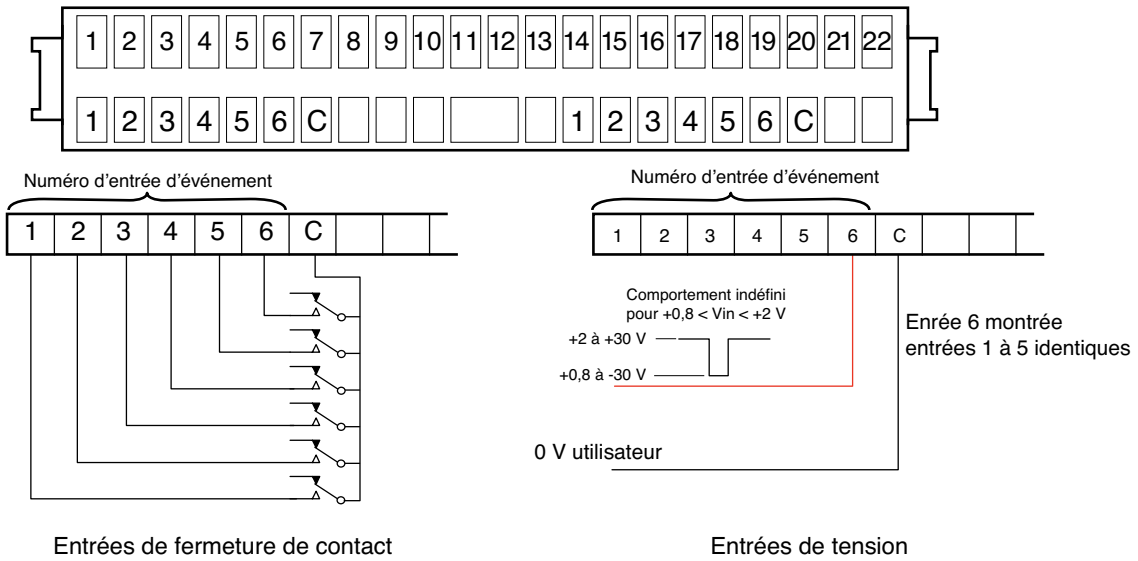 1 2 3 4 5 6 7 8 9 10 11 12 13 14 15 16 17 18 19 20 21 22
1 2 3 4 5 6 C 1 2 3 4 5 6 C
Numéro d'entrée d'événement
1 2 3 4 5 6 C
Entrées de fermeture de contact
Numéro d'entrée d'événement
1 2 3 4 5 6 C
Comportement indéfini
pour +0,8 < Vin < +2 V
+2 à +30 V
+0,8 à -30 V
Enrée 6 montrée
entrées 1 à 5 identiques
0 V utilisateur
Entrées de tension